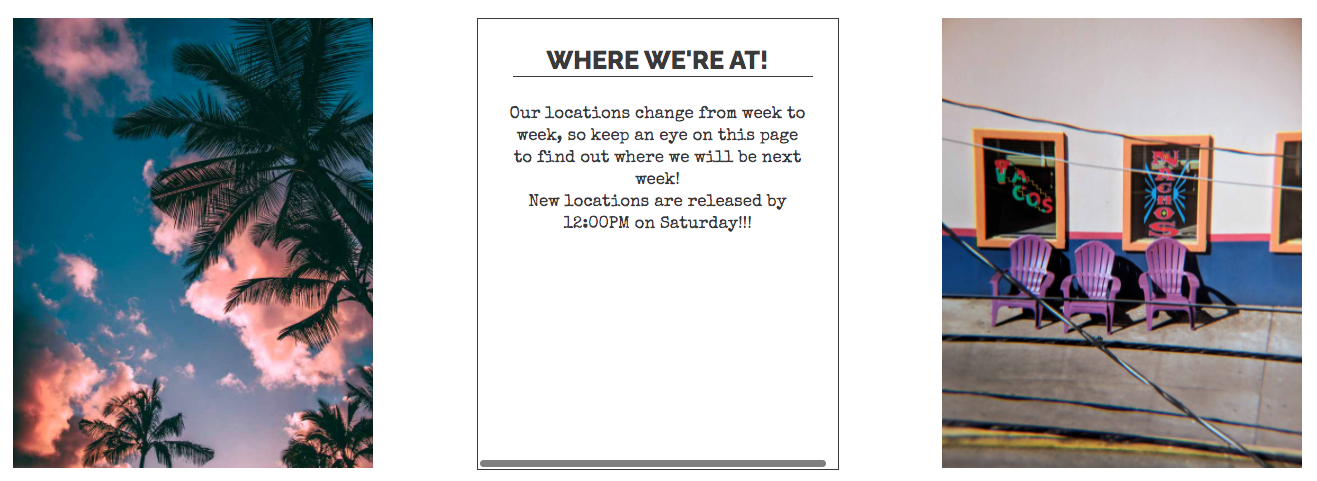 WHERE WE'RE AT!
Our locations change from week to
week, so keep an eye on this page
to find out where we will be next
week!
New locations are released by
12:00PM on Saturday!!!
TACOS
NACHOS